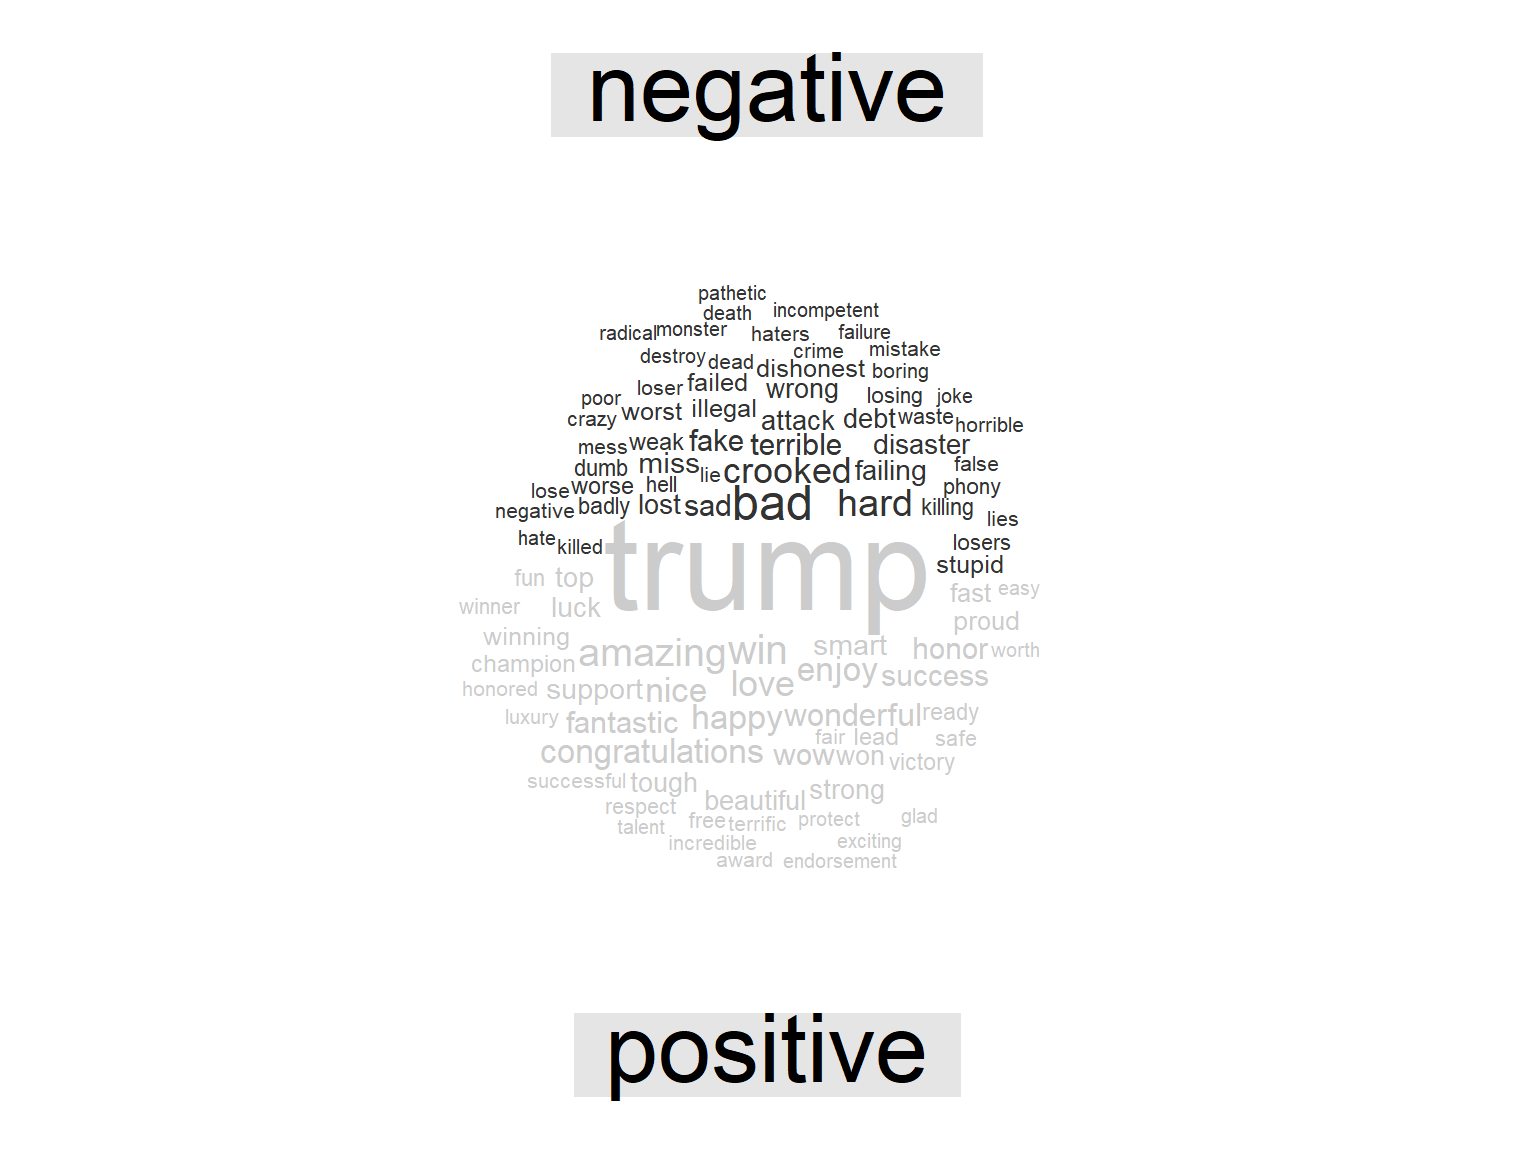 negative
pathetic
death incompetent
radical monster haters failure
destroy dead crime mistake
dishonest boring
loser failed wrong losing joke
poor
crazy worst illegal attack debt waste horrible
mess weak fake terrible disaster
dumb miss lie crooked failing false
lose worse hell phony
negative badly lost sad bad hard killing lies
hate killed losers
trump stupid
fun top fast easy
winner luck proud
winning amazing win smart honor worth
champion enjoy success
honored support nice love
luxury fantastic happy wonderful ready
fair lead safe
congratulations wow won victory
successful tough strong
respect beautiful
talent free terrific protect glad
incredible exciting
award endorsement
positive